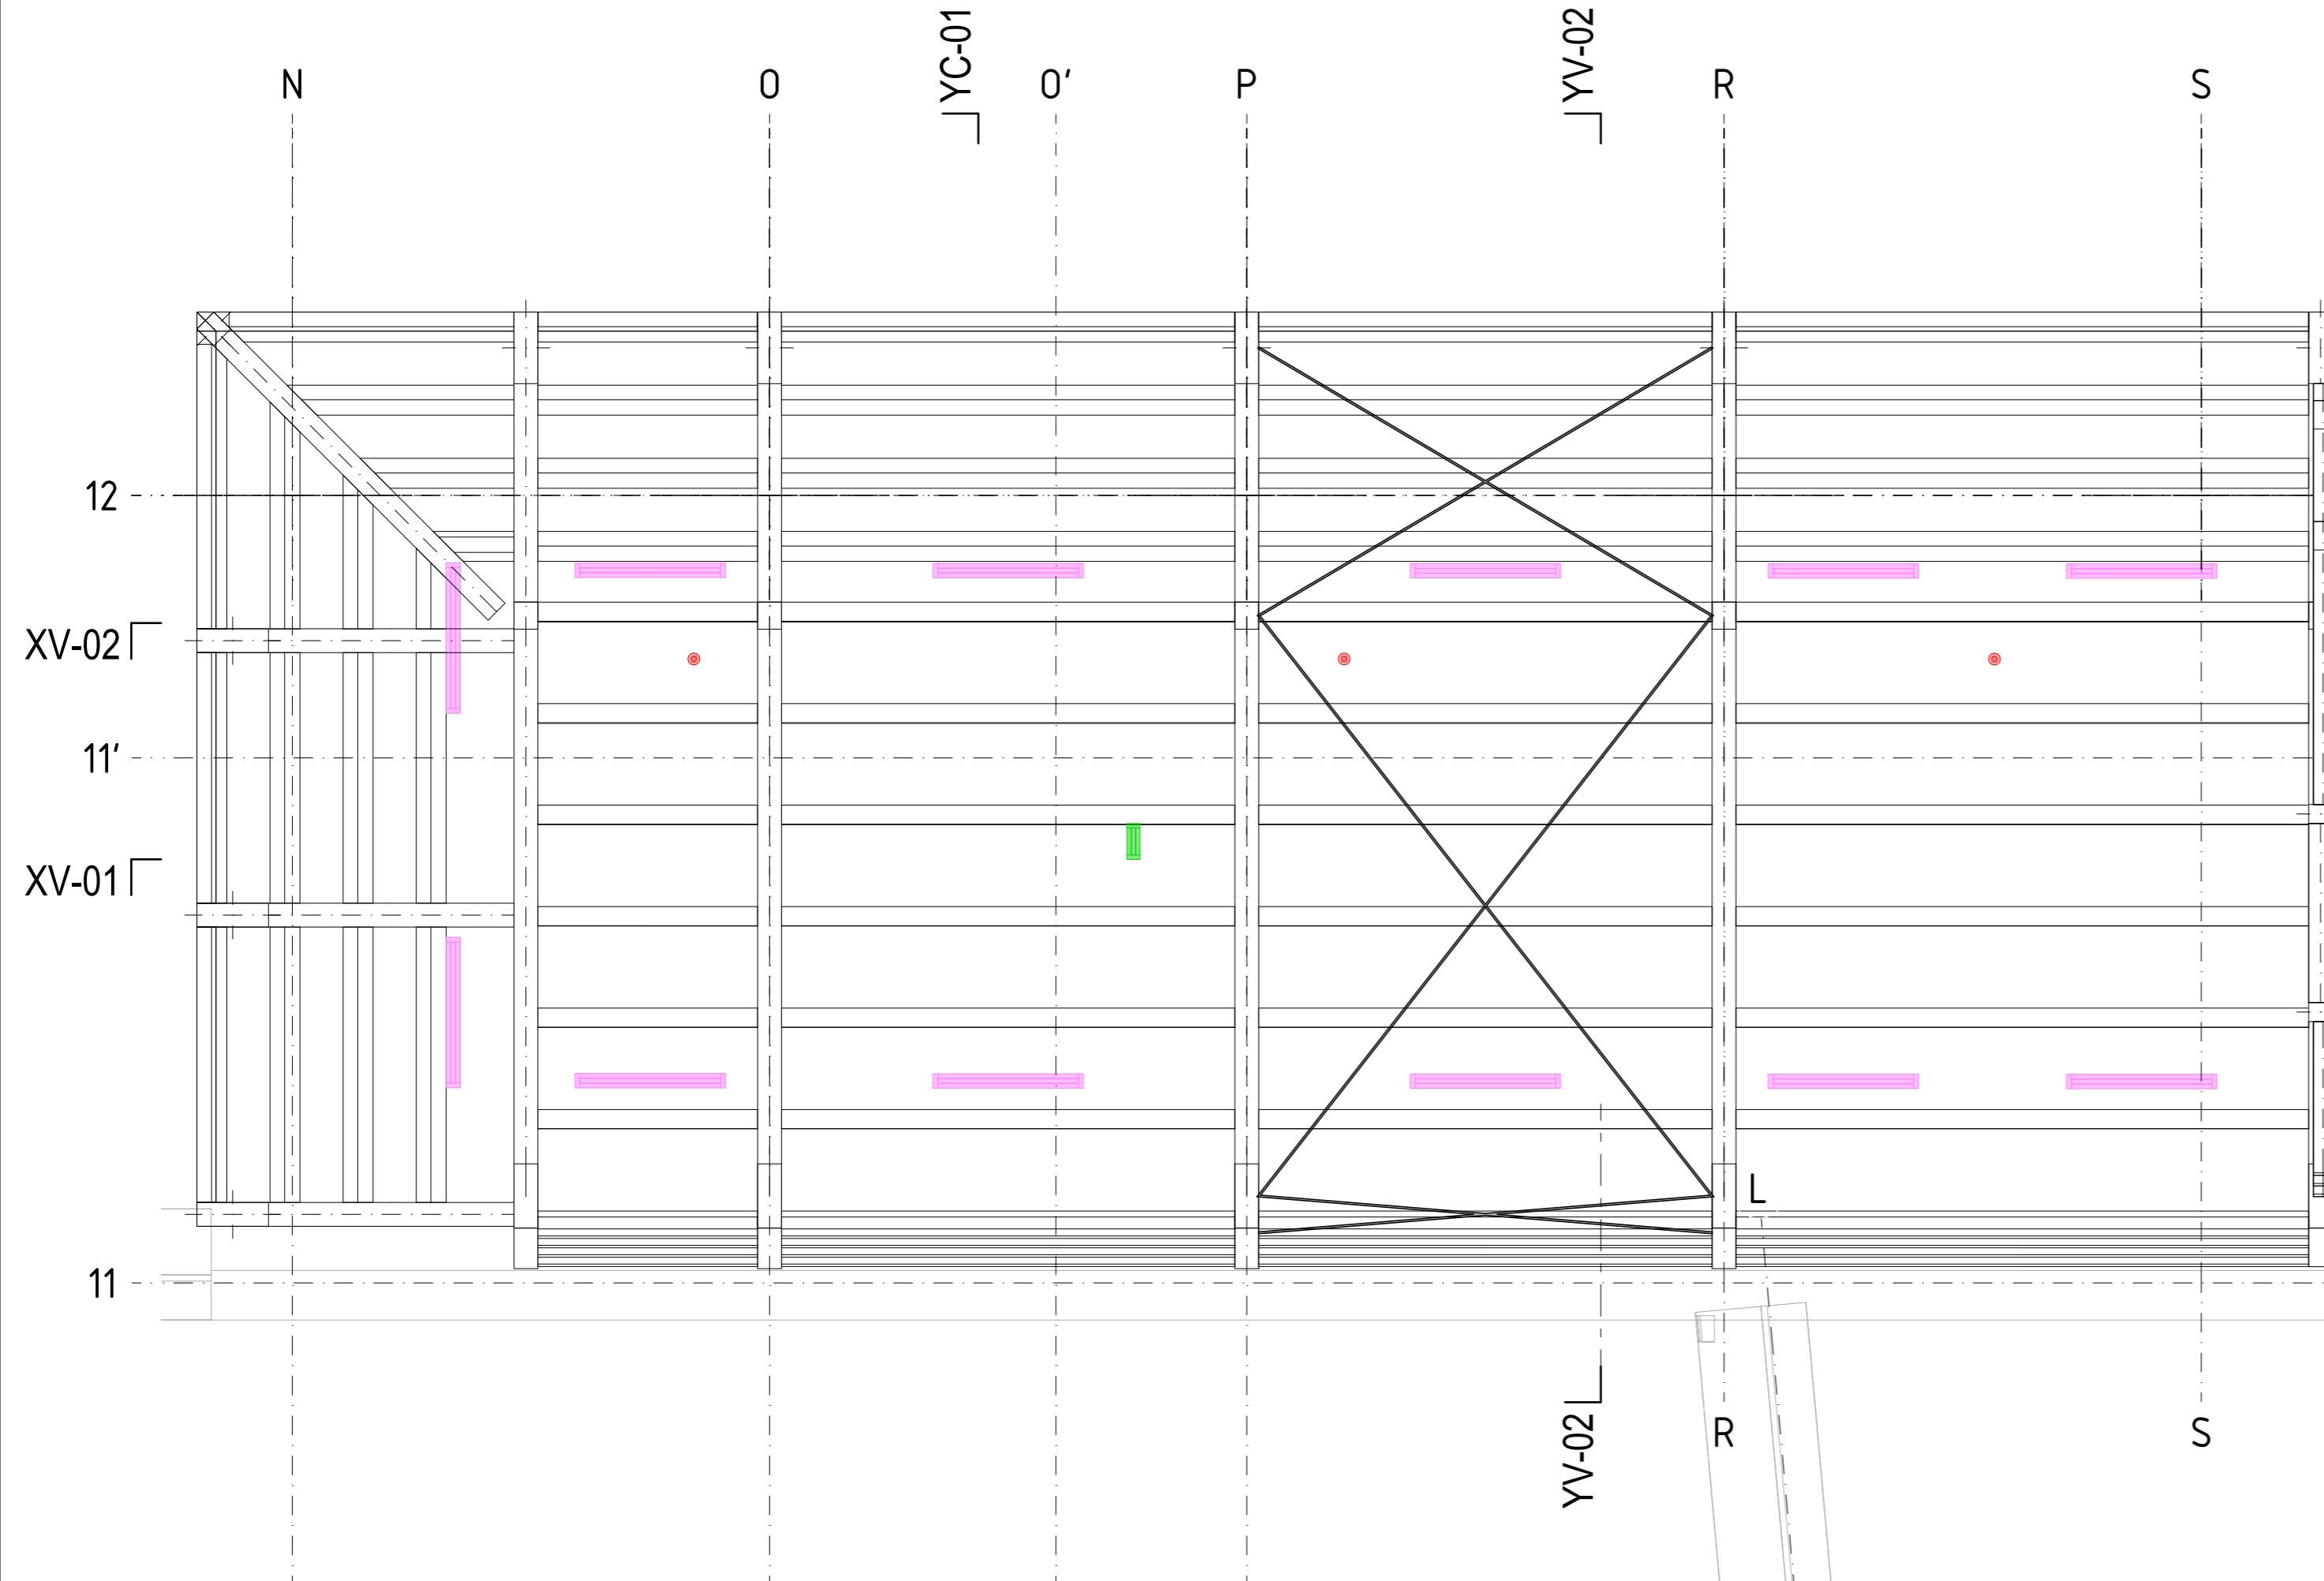 YC-01
YV-02
N O O' P R S
12
XV-02
11'
XV-01
L
11
YV-02
R S